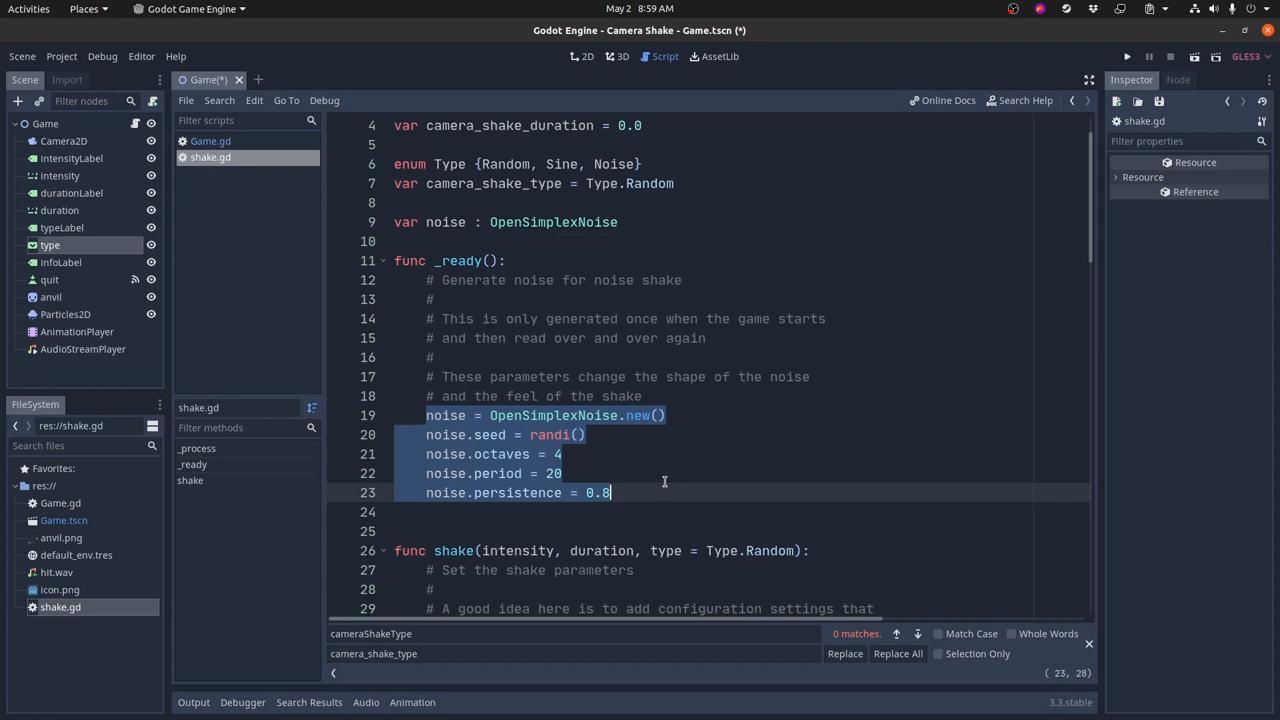 Applications
Places
Godot Game Engine
May 2 8:59 AM
Godot Engine - Camera Shake - Game.tscn (*)
Scene Project Debug Editor Help
2D 3D Script AssetLib
GLES3
Scene Import
Filter nodes
Game
Camera2D
IntensityLabel
intensity
durationLabel
duration
typeLabel
type
infoLabel
quit
anvil
Particles2D
AnimationPlayer
AudioStreamPlayer
FileSystem
res://shake.gd
Search files
Favorites:
res://
Game.gd
Game.tscn
anvil.png
default_env.tres
hit.wav
icon.png
shake.gd
Game(*)
File Search Edit Go To Debug
Online Docs Search Help
Filter scripts
Game.gd
shake.gd
shake.gd
Filter methods
_process
_ready
shake
4 var camera_shake_duration = 0.0
5
6 enum Type {Random, Sine, Noise}
7 var camera_shake_type = Type.Random
8
9 var noise : OpenSimplexNoise
10
11 func _ready():
12 # Generate noise for noise shake
13 #
14 # This is only generated once when the game starts
15 # and then read over and over again
16 #
17 # These parameters change the shape of the noise
18 # and the feel of the shake
19 noise = OpenSimplexNoise.new()
20 noise.seed = randi()
21 noise.octaves = 4
22 noise.period = 20
23 noise.persistence = 0.8
24
25
26 func shake(intensity, duration, type = Type.Random):
27 # Set the shake parameters
28 #
29 # A good idea here is to add configuration settings that
cameraShakeType
0 matches.
Match Case
Whole Words
camera_shake_type
Replace
Replace All
Selection Only
( 23, 28)
Output Debugger Search Results Audio Animation
3.3.stable
Inspector Node
shake.gd
Filter properties
Resource
Resource
Reference